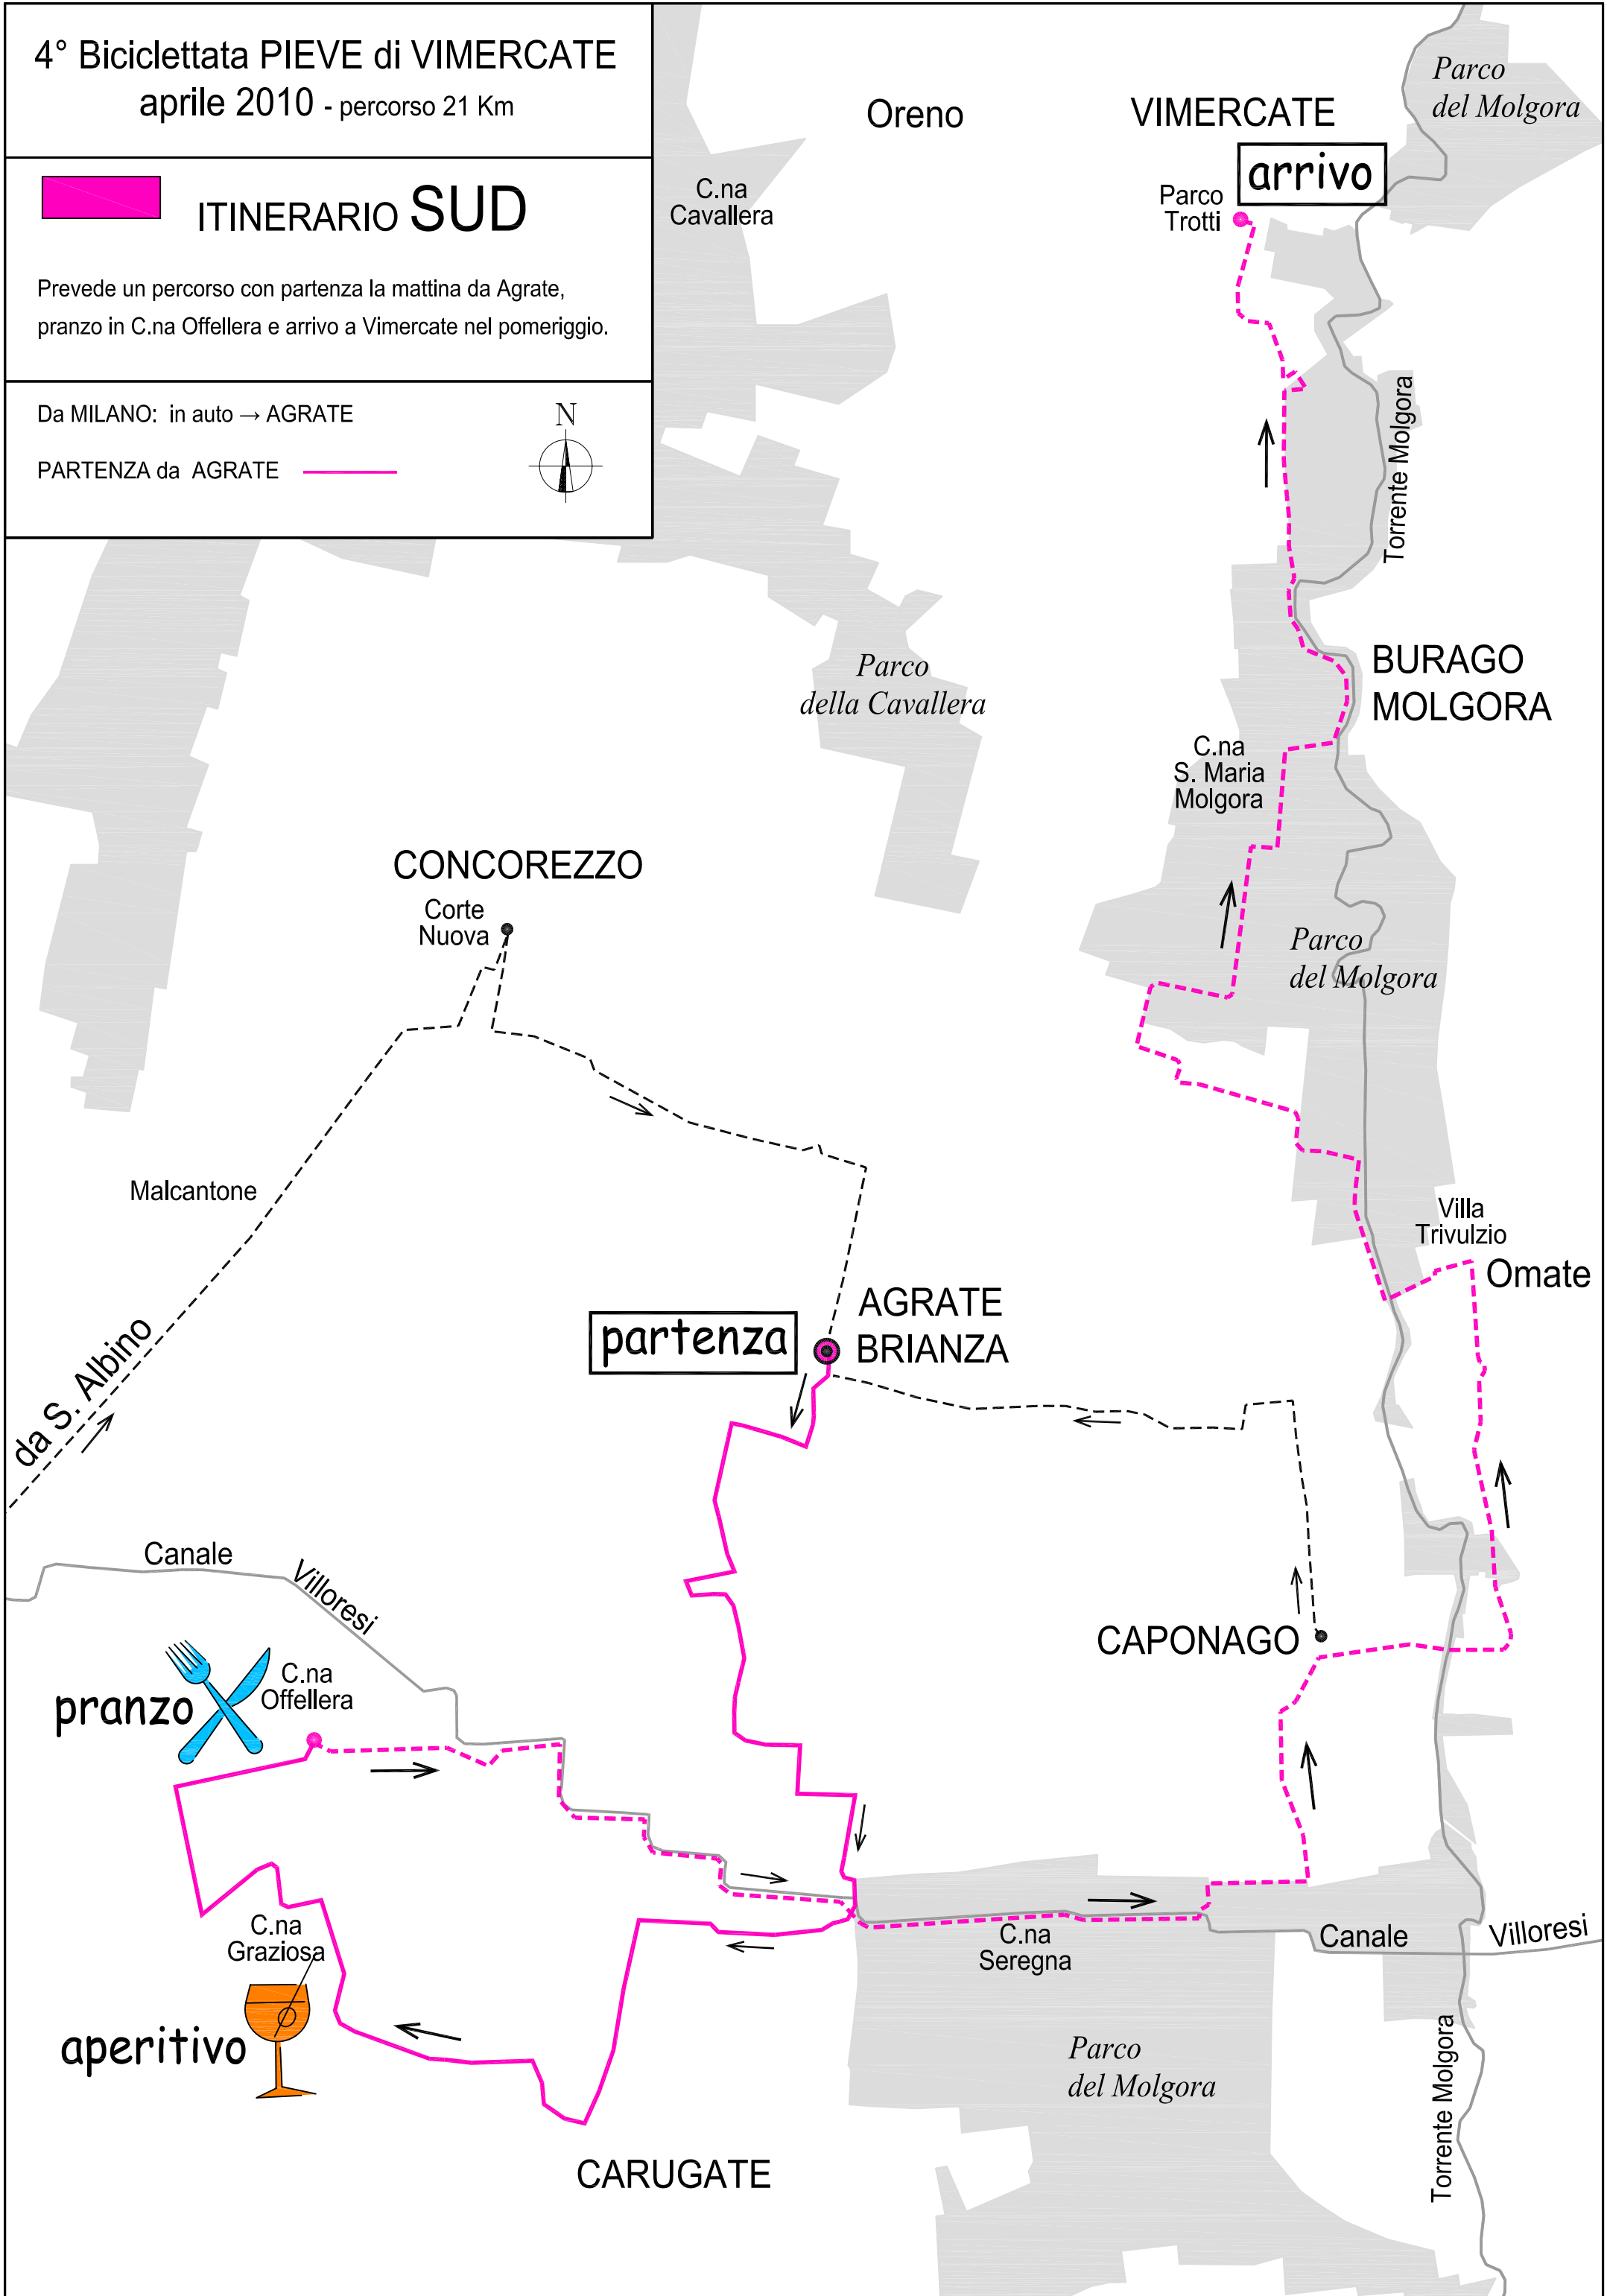 4° Biciclettata PIEVE di VIMERCATE
aprile 2010 - percorso 21 Km
ITINERARIO SUD
Prevede un percorso con partenza la mattina da Agrate,
pranzo in C.na Offellera e arrivo a Vimercate nel pomeriggio.
Da MILANO: in auto → AGRATE
PARTENZA da AGRATE
N
Oreno
VIMERCATE
arrivo
Parco
Trotti
Parco
del Molgora
C.na
Cavallera
Torrente Molgora
Parco
della Cavallera
BURAGO
MOLGORA
C.na
S. Maria
Molgora
CONCOREZZO
Corte
Nuova
Parco
del Molgora
Malcantone
Villa
Trivulzio
Omate
da S. Albino
partenza
AGRATE
BRIANZA
Canale
Villoresi
CAPONAGO
pranzo
C.na
Offellera
C.na
Graziosa
aperitivo
C.na
Seregna
Canale
Villoresi
Parco
del Molgora
Torrente Molgora
CARUGATE